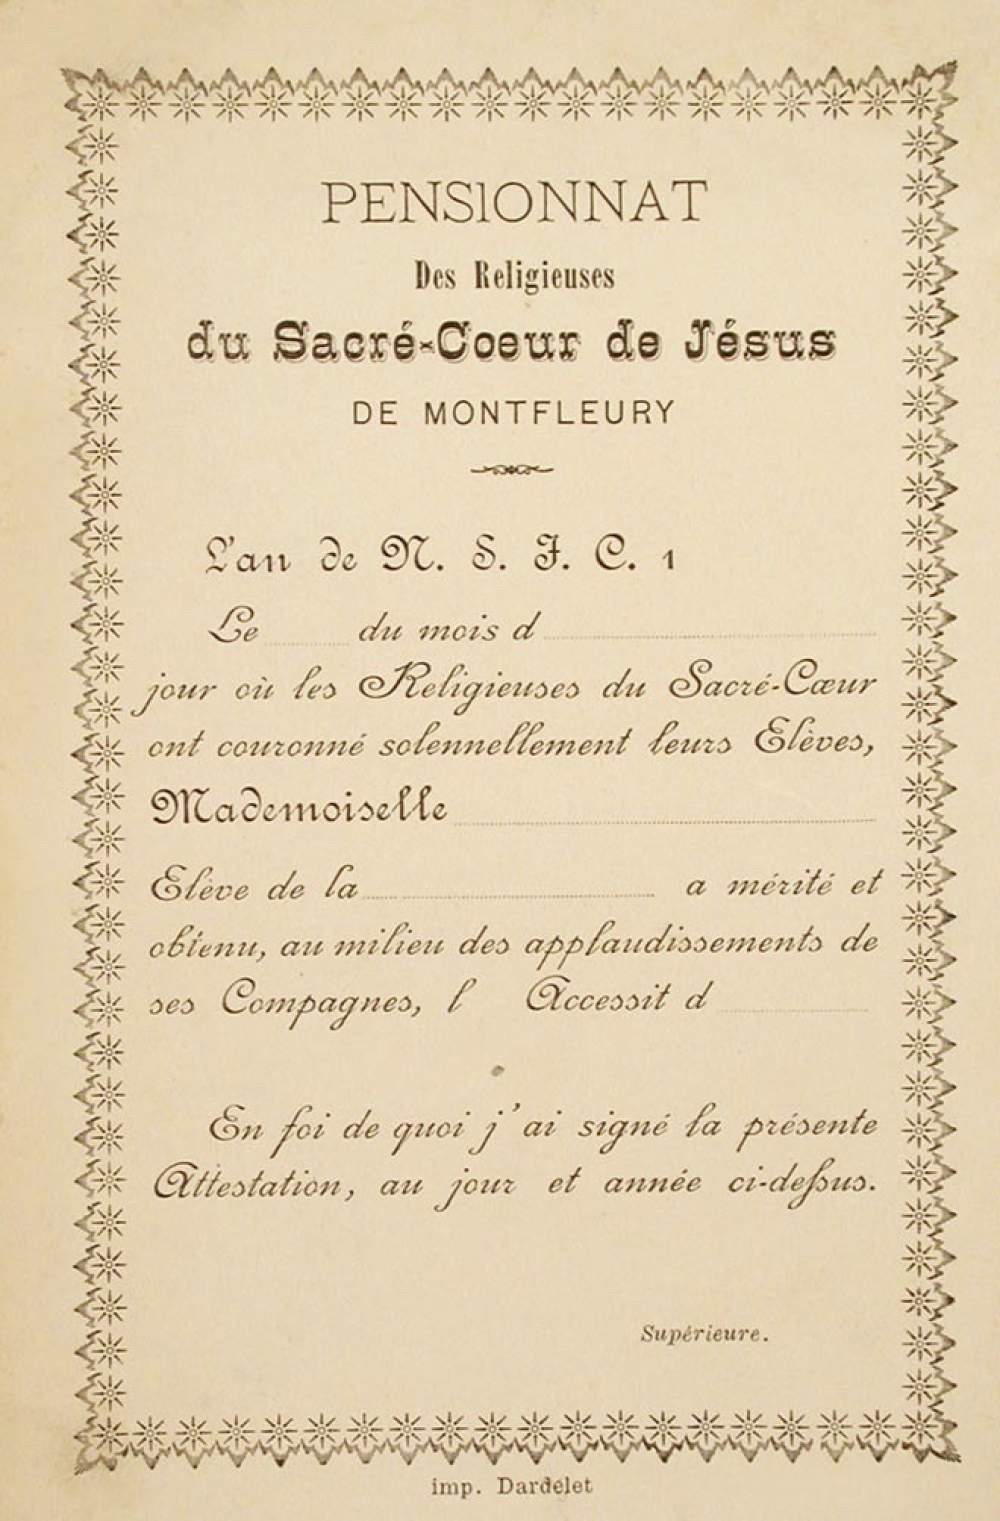 PENSIONNAT
Des Religieuses
du Sacré-Coeur de Jésus
DE MONTFLEURY
L'an de N. S. J. C. 1
Le ........ du mois d ........
jour où les Religieuses du Sacré-Cœur
ont couronné solennellement leurs Elèves,
Mademoiselle ........
Elève de la ........ a mérité et
obtenu, au milieu des applaudissements de
ses Compagnes, l Accessit d ........
En foi de quoi j'ai signé la présente
Attestation, au jour et année ci-deſsus.
Supérieure.
imp. Dardelet